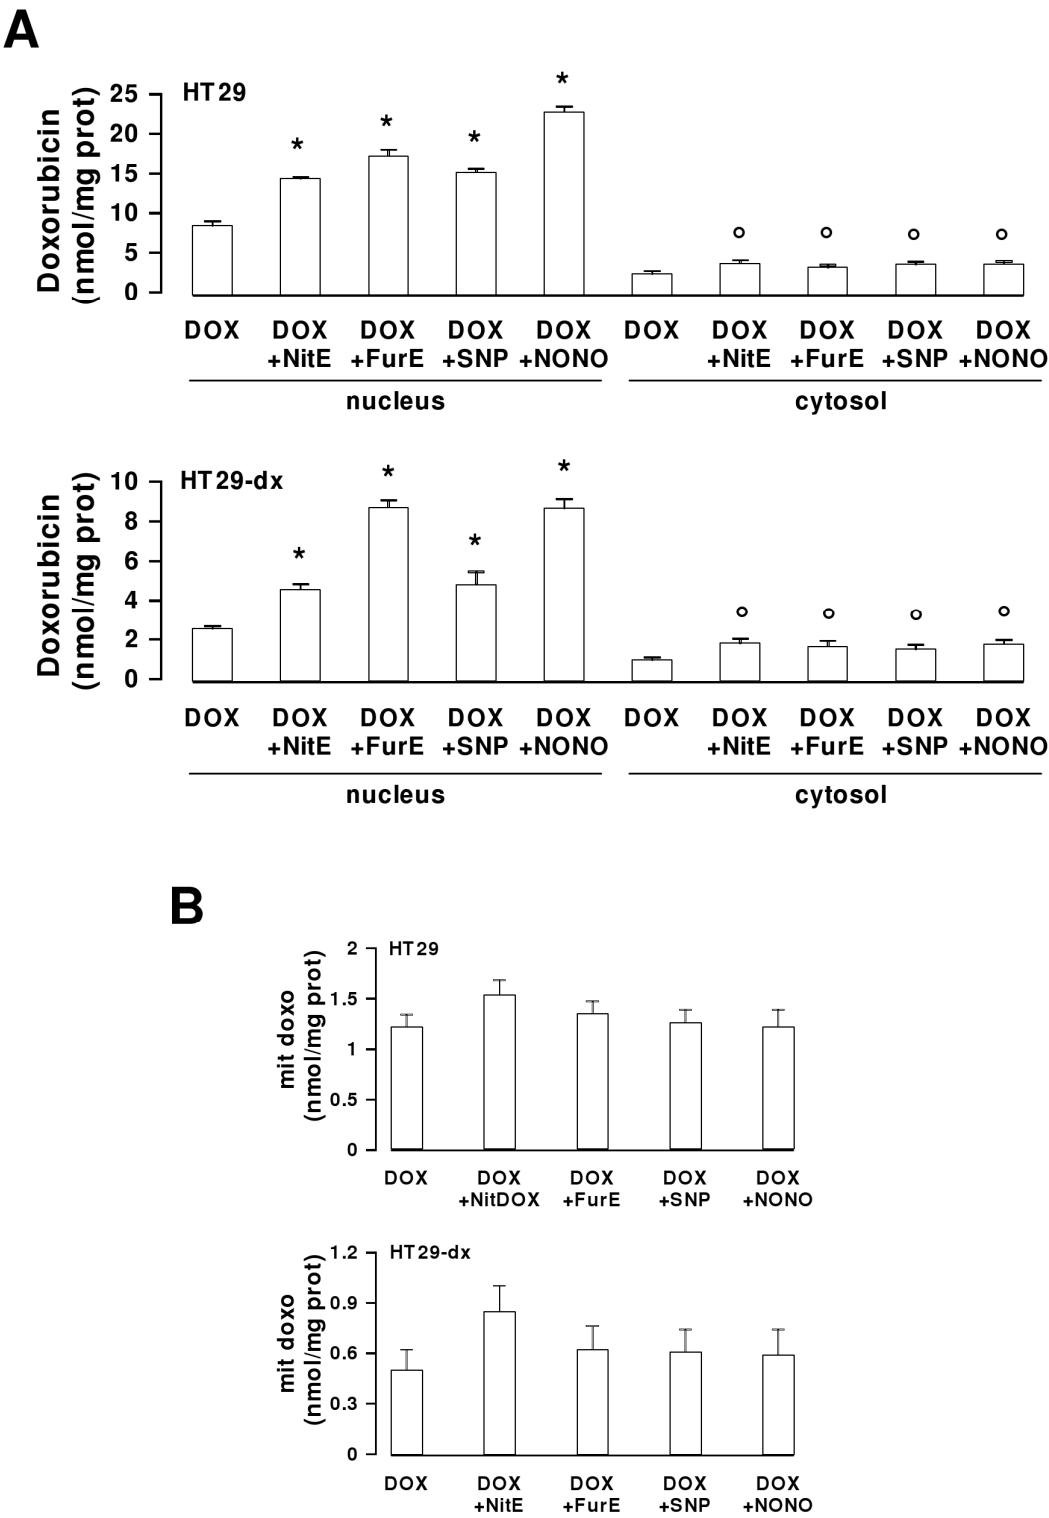 A
HT29
Doxorubicin
(nmol/mg prot)
25
20
15
10
5
0
*
*
*
*
DOX DOX DOX DOX DOX DOX DOX DOX DOX DOX
+NitE +FurE +SNP +NONO +NitE +FurE +SNP +NONO
nucleus cytosol
HT29-dx
Doxorubicin
(nmol/mg prot)
10
8
6
4
2
0
*
*
*
*
DOX DOX DOX DOX DOX DOX DOX DOX DOX DOX
+NitE +FurE +SNP +NONO +NitE +FurE +SNP +NONO
nucleus cytosol
B
HT29
mit doxo
(nmol/mg prot)
2
1.5
1
0.5
0
DOX DOX DOX DOX DOX
+NitDOX +FurE +SNP +NONO
HT29-dx
mit doxo
(nmol/mg prot)
1.2
0.9
0.6
0.3
0
DOX DOX DOX DOX DOX
+NitE +FurE +SNP +NONO